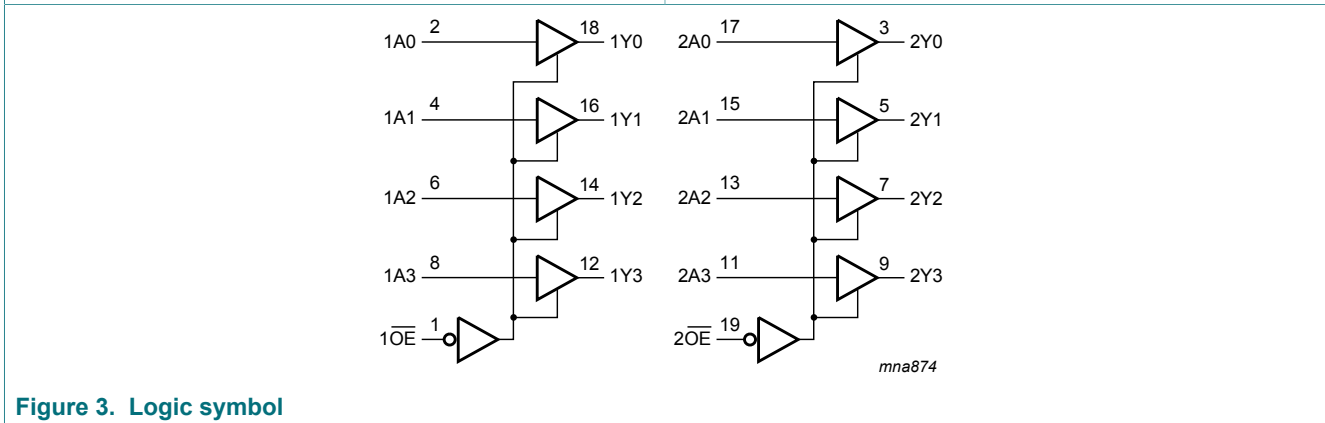 1A0 2 18 1Y0
2A0 17 3 2Y0
1A1 4 16 1Y1
2A1 15 5 2Y1
1A2 6 14 1Y2
2A2 13 7 2Y2
1A3 8 12 1Y3
2A3 11 9 2Y3
1O̅E̅ 1
2O̅E̅ 19
mna874
Figure 3. Logic symbol